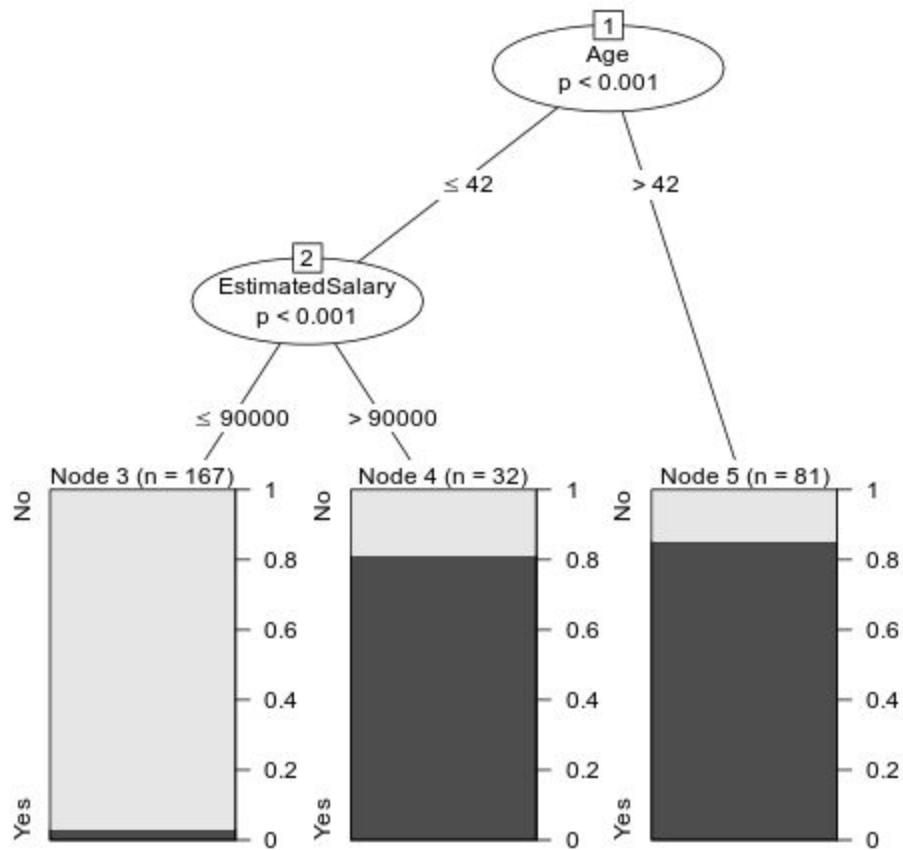 1
Age
p < 0.001
≤ 42
> 42
2
EstimatedSalary
p < 0.001
≤ 90000
> 90000
Node 3 (n = 167)
No
Yes
1
0.8
0.6
0.4
0.2
0
Node 4 (n = 32)
No
Yes
1
0.8
0.6
0.4
0.2
0
Node 5 (n = 81)
No
Yes
1
0.8
0.6
0.4
0.2
0